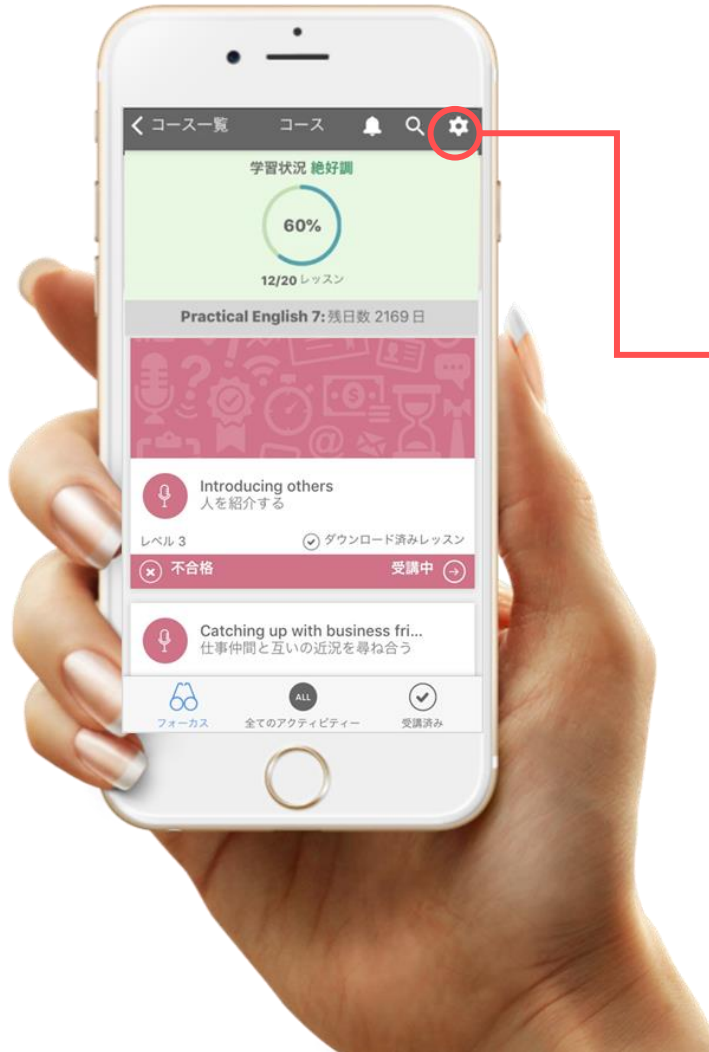 コース一覧 コース
学習状況 絶好調
60%
12/20 レッスン
Practical English 7: 残日数 2169 日
Introducing others
人を紹介する
レベル 3 ダウンロード済みレッスン
不合格 受講中
Catching up with business fri...
仕事仲間と互いの近況を尋ね合う
ALL
フォーカス 全てのアクティビティー 受講済み